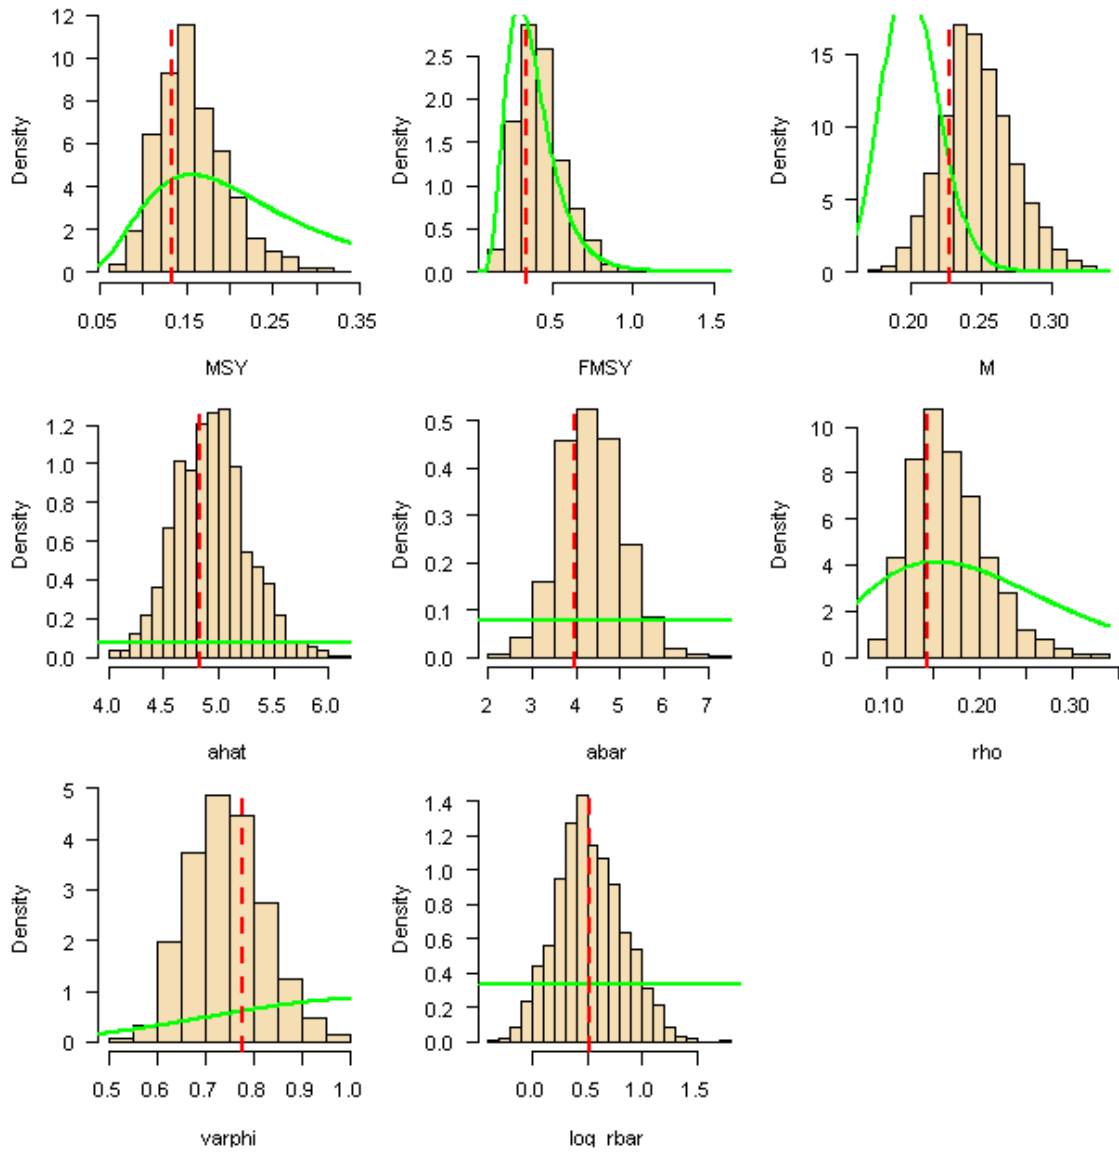 Density
12
10
8
6
4
2
0
0.05 0.15 0.25 0.35
MSY
Density
2.5
2.0
1.5
1.0
0.5
0.0
0.5 1.0 1.5
FMSY
Density
15
10
5
0
0.20 0.25 0.30
M
Density
1.2
1.0
0.8
0.6
0.4
0.2
0.0
4.0 4.5 5.0 5.5 6.0
ahat
Density
0.5
0.4
0.3
0.2
0.1
0.0
2 3 4 5 6 7
abar
Density
10
8
6
4
2
0
0.10 0.20 0.30
rho
Density
5
4
3
2
1
0
0.5 0.6 0.7 0.8 0.9 1.0
varphi
Density
1.4
1.2
1.0
0.8
0.6
0.4
0.2
0.0
0.0 0.5 1.0 1.5
log_rbar